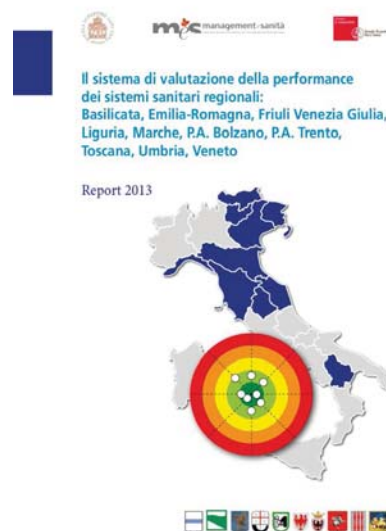 mes management e sanità
Il sistema di valutazione della performance
dei sistemi sanitari regionali:
Basilicata, Emilia-Romagna, Friuli Venezia Giulia,
Liguria, Marche, P.A. Bolzano, P.A. Trento,
Toscana, Umbria, Veneto
Report 2013